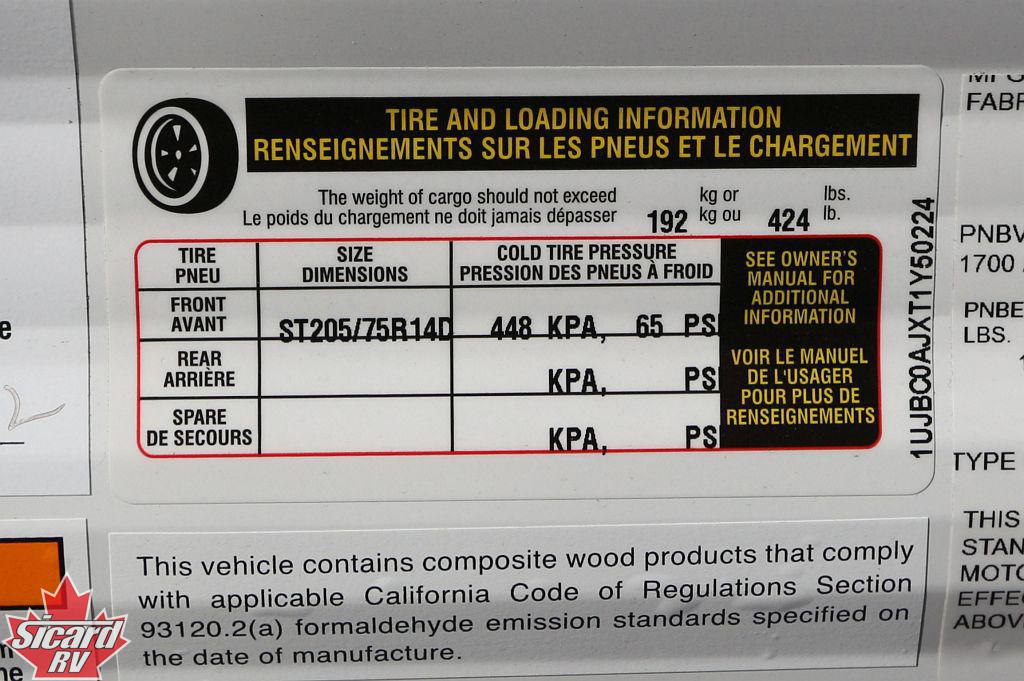 TIRE AND LOADING INFORMATION
RENSEIGNEMENTS SUR LES PNEUS ET LE CHARGEMENT
The weight of cargo should not exceed kg or lbs.
Le poids du chargement ne doit jamais dépasser 192 kg ou 424 lb.
TIRE
PNEU
SIZE
DIMENSIONS
COLD TIRE PRESSURE
PRESSION DES PNEUS À FROID
FRONT
AVANT
ST205/75R14D 448 KPA, 65 PSI
REAR
ARRIÈRE
KPA, PSI
SPARE
DE SECOURS
KPA, PS
SEE OWNER'S
MANUAL FOR
ADDITIONAL
INFORMATION
VOIR LE MANUEL
DE L'USAGER
POUR PLUS DE
RENSEIGNEMENTS
1UJBC0AJXT1Y50224
This vehicle contains composite wood products that comply
with applicable California Code of Regulations Section
93120.2(a) formaldehyde emission standards specified on
the date of manufacture.
FABR
PNBV
1700
PNBE
LBS.
TYPE
THIS
STAN
MOTO
EFFE
ABOV
Sicard
RV